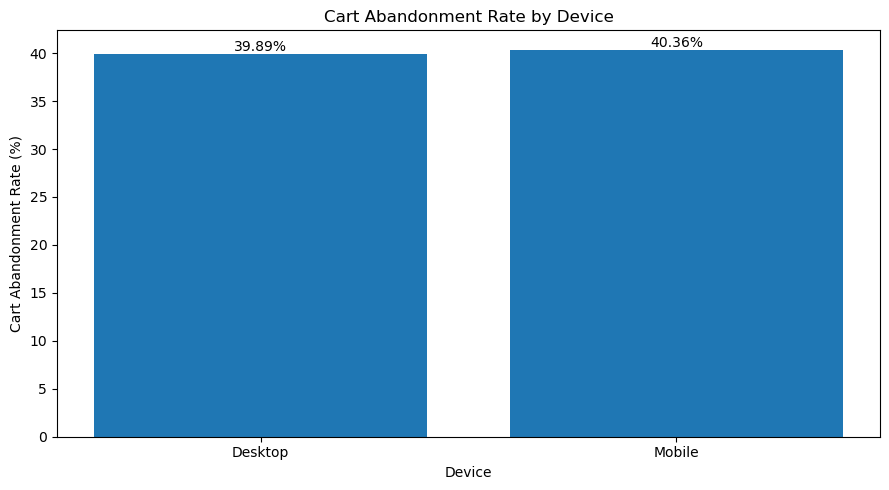 Cart Abandonment Rate by Device
Cart Abandonment Rate (%)
40
35
30
25
20
15
10
5
0
39.89%
40.36%
Desktop
Mobile
Device